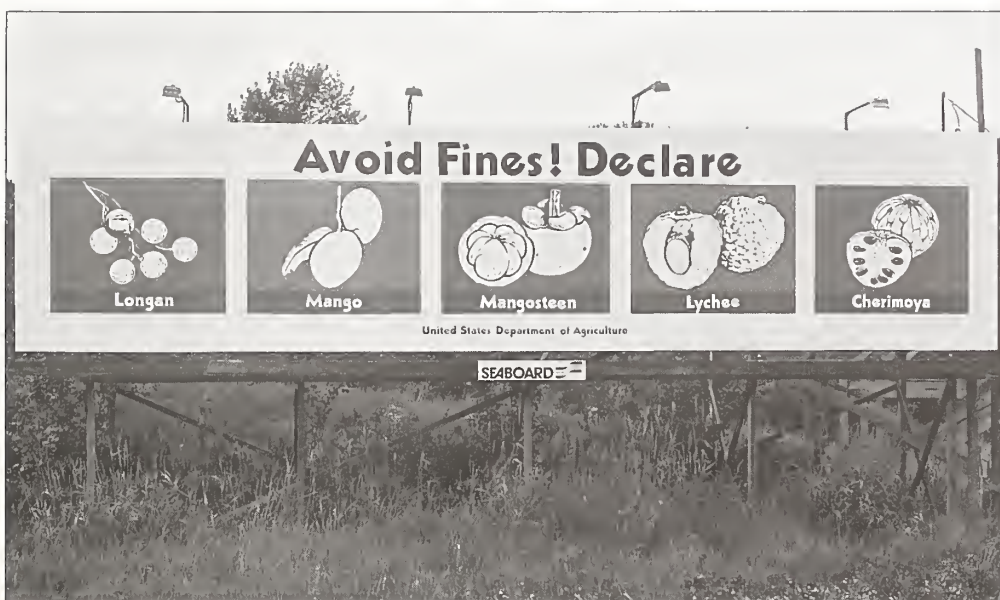 Avoid Fines! Declare
Longan
Mango
Mangosteen
Lychee
Cherimoya
United States Department of Agriculture
SEABOARD